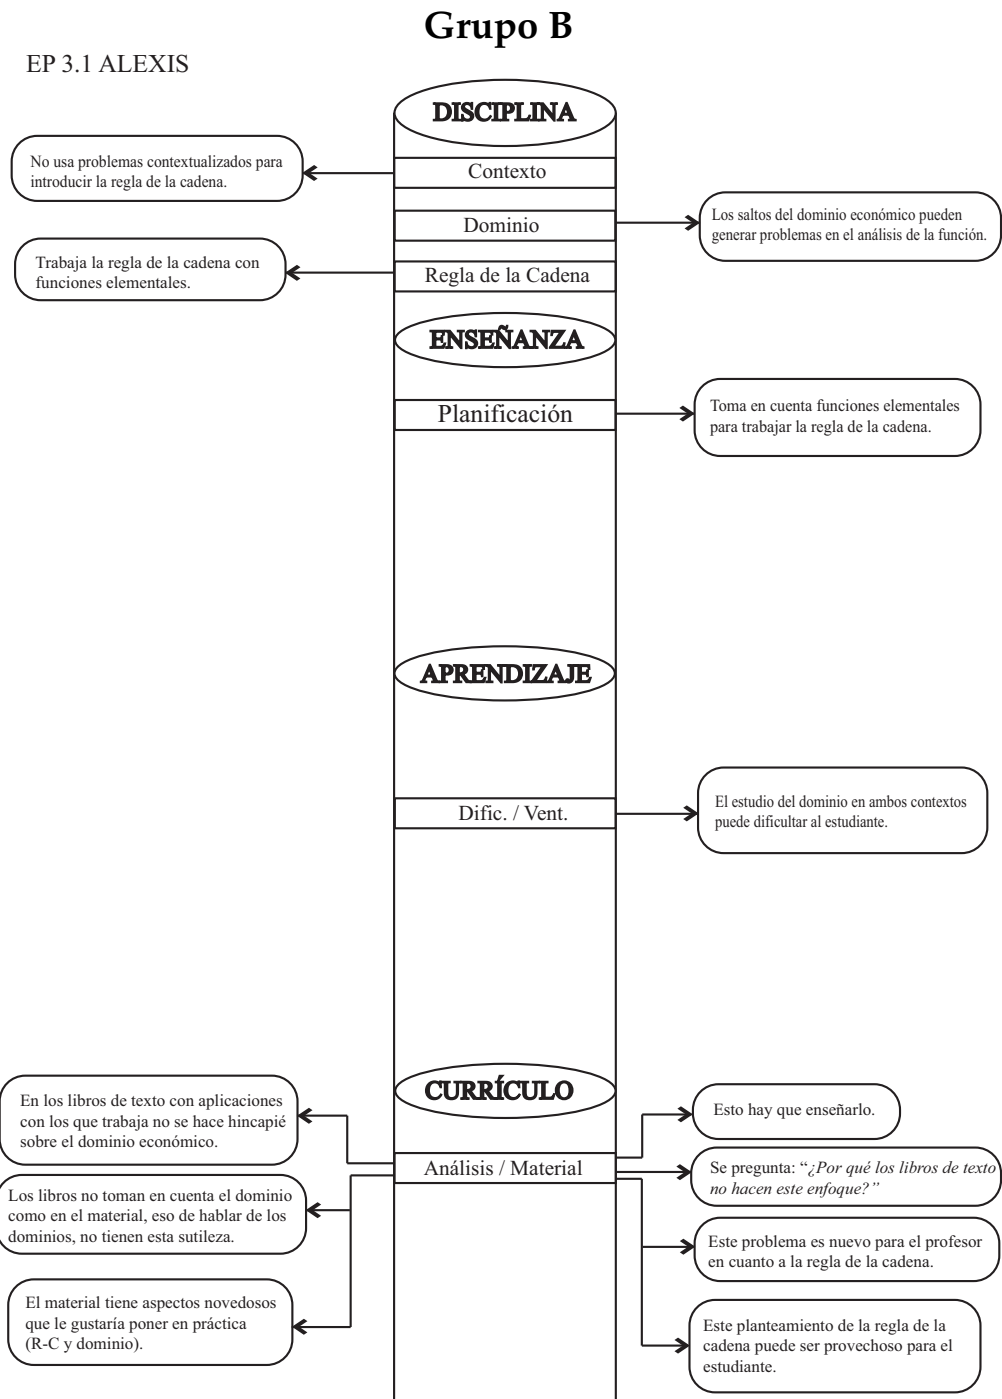 Grupo B
EP 3.1 ALEXIS
DISCIPLINA
No usa problemas contextualizados para
introducir la regla de la cadena.
Contexto
Dominio
Los saltos del dominio económico pueden
generar problemas en el análisis de la función.
Trabaja la regla de la cadena con
funciones elementales.
Regla de la Cadena
ENSEÑANZA
Planificación
Toma en cuenta funciones elementales
para trabajar la regla de la cadena.
APRENDIZAJE
Dific. / Vent.
El estudio del dominio en ambos contextos
puede dificultar al estudiante.
CURRÍCULO
En los libros de texto con aplicaciones
con los que trabaja no se hace hincapié
sobre el dominio económico.
Esto hay que enseñarlo.
Análisis / Material
Se pregunta: “¿Por qué los libros de texto
no hacen este enfoque?”
Los libros no toman en cuenta el dominio
como en el material, eso de hablar de los
dominios, no tienen esta sutileza.
Este problema es nuevo para el profesor
en cuanto a la regla de la cadena.
El material tiene aspectos novedosos
que le gustaría poner en práctica
(R-C y dominio).
Este planteamiento de la regla de la
cadena puede ser provechoso para el
estudiante.